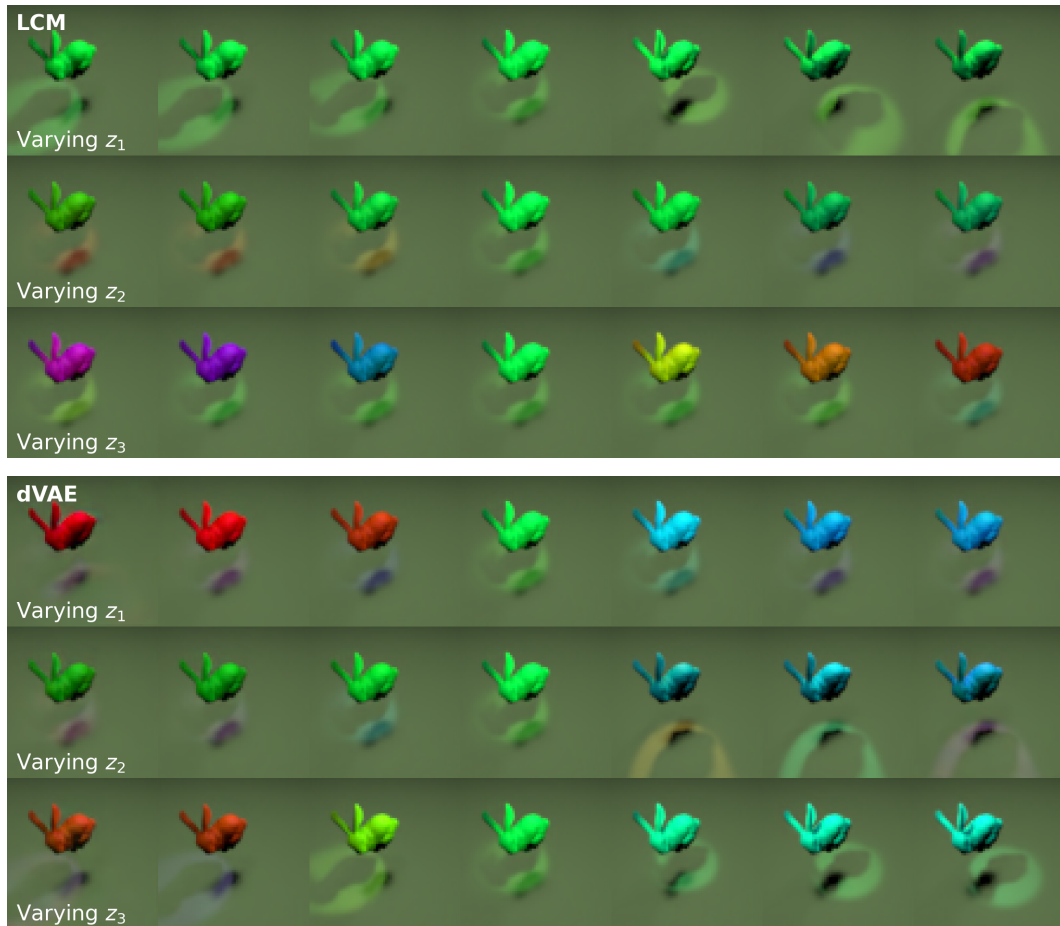 LCM
Varying z₁
Varying z₂
Varying z₃
dVAE
Varying z₁
Varying z₂
Varying z₃